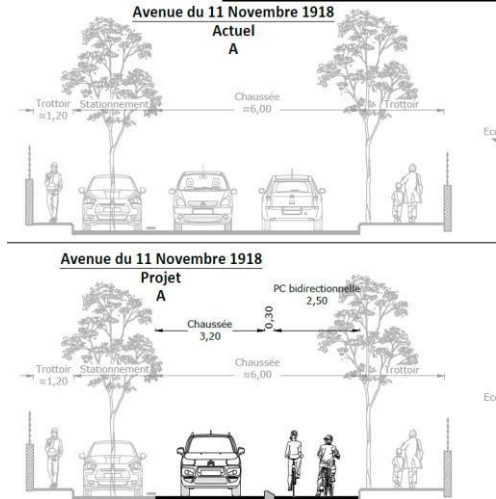 Avenue du 11 Novembre 1918
Actuel
A
Trottoir
≈1,20
Stationnement
Chaussée
≈6,00
Trottoir
Avenue du 11 Novembre 1918
Projet
A
PC bidirectionnelle
2,50
0,30
Chaussée
3,20
Trottoir
≈1,20
Stationnement
Chaussée
≈6,00
Trottoir